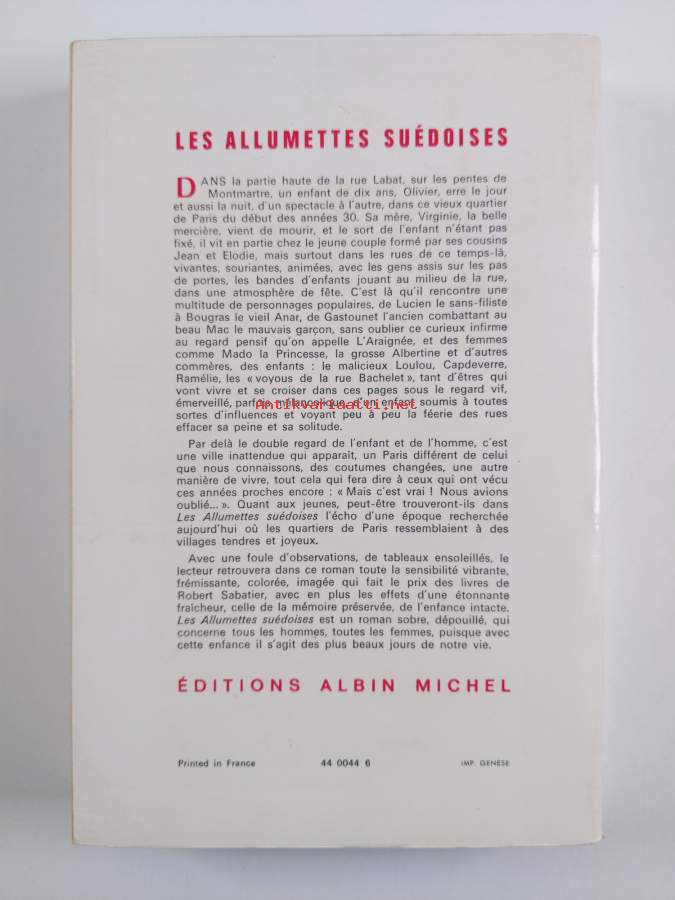 LES ALLUMETTES SUÉDOISES
DANS la partie haute de la rue Labat, sur les pentes de
Montmartre, un enfant de dix ans, Olivier, erre le jour
et aussi la nuit, d'un spectacle à l'autre, dans ce vieux quartier
de Paris du début des années 30. Sa mère, Virginie, la belle
mercière, vient de mourir, et le sort de l'enfant n'étant pas
fixé, il vit en partie chez le jeune couple formé par ses cousins
Jean et Elodie, mais surtout dans les rues de ce temps-là,
vivantes, souriantes, animées, avec les gens assis sur les pas
de portes, les bandes d'enfants jouant au milieu de la rue,
dans une atmosphère de fête. C'est là qu'il rencontre une
multitude de personnages populaires, de Lucien le sans-filiste
à Bougras le vieil Anar, de Gastounet l'ancien combattant au
beau Mac le mauvais garçon, sans oublier ce curieux infirme
au regard pensif qu'on appelle L'Araignée, et des femmes
comme Mado la Princesse, la grosse Albertine et d'autres
commères, des enfants : le malicieux Loulou, Capdeverre,
Ramélie, les « voyous de la rue Bachelet », tant d'êtres qui
vont vivre et se croiser dans ces pages sous le regard vif,
émerveillé, parfois mélancolique, d'un enfant soumis à toutes
Antikvariaatti.net
sortes d'influences et voyant peu à peu la féerie des rues
effacer sa peine et sa solitude.
Par delà le double regard de l'enfant et de l'homme, c'est
une ville inattendue qui apparaît, un Paris différent de celui
que nous connaissons, des coutumes changées, une autre
manière de vivre, tout cela qui fera dire à ceux qui ont vécu
ces années proches encore : « Mais c'est vrai ! Nous avions
oublié... ». Quant aux jeunes, peut-être trouveront-ils dans
Les Allumettes suédoises l'écho d'une époque recherchée
aujourd'hui où les quartiers de Paris ressemblaient à des
villages tendres et joyeux.
Avec une foule d'observations, de tableaux ensoleillés, le
lecteur retrouvera dans ce roman toute la sensibilité vibrante,
frémissante, colorée, imagée qui fait le prix des livres de
Robert Sabatier, avec en plus les effets d'une étonnante
fraîcheur, celle de la mémoire préservée, de l'enfance intacte.
Les Allumettes suédoises est un roman sobre, dépouillé, qui
concerne tous les hommes, toutes les femmes, puisque avec
cette enfance il s'agit des plus beaux jours de notre vie.
ÉDITIONS ALBIN MICHEL
Printed in France 44 0044 6 IMP. GENESE